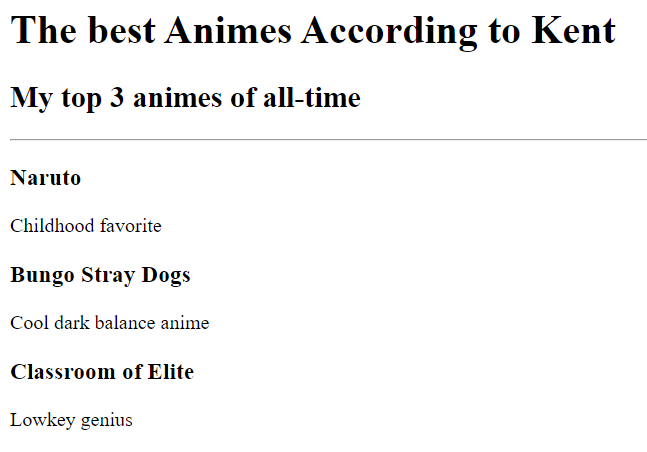 The best Animes According to Kent
My top 3 animes of all-time
Naruto
Childhood favorite
Bungo Stray Dogs
Cool dark balance anime
Classroom of Elite
Lowkey genius